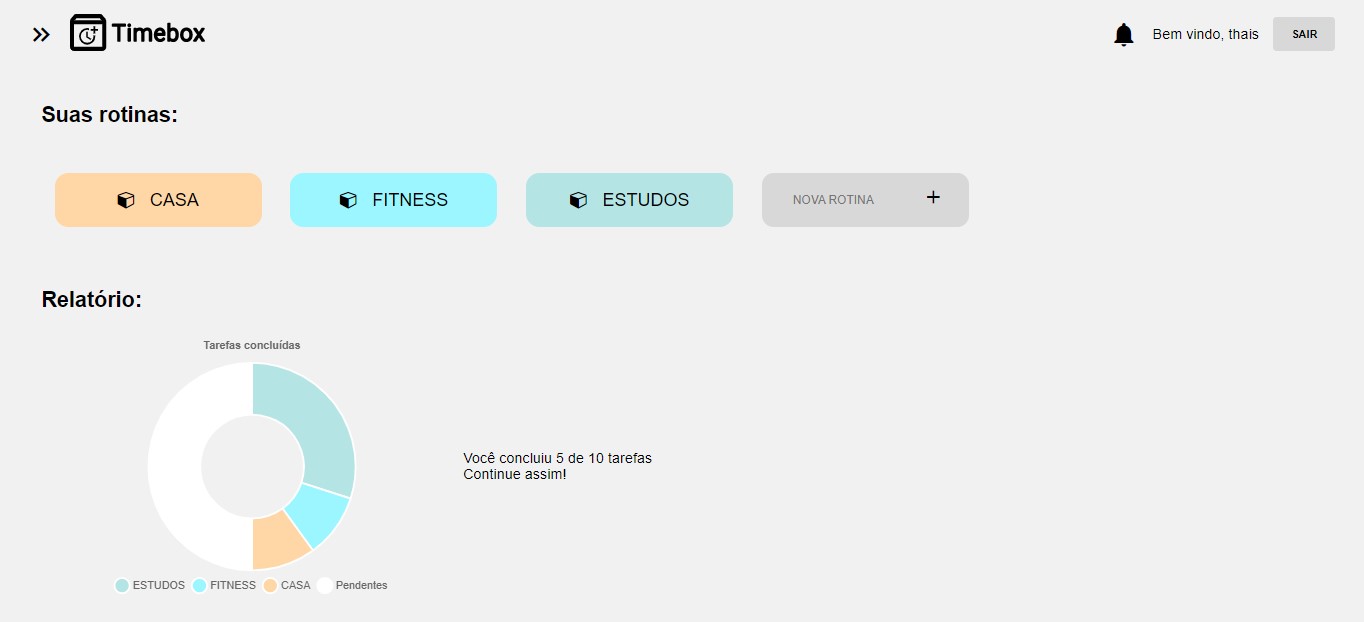 Timebox
Bem vindo, thais
SAIR
Suas rotinas:
CASA
FITNESS
ESTUDOS
NOVA ROTINA +
Relatório:
Tarefas concluídas
Você concluiu 5 de 10 tarefas
Continue assim!
ESTUDOS FITNESS CASA Pendentes